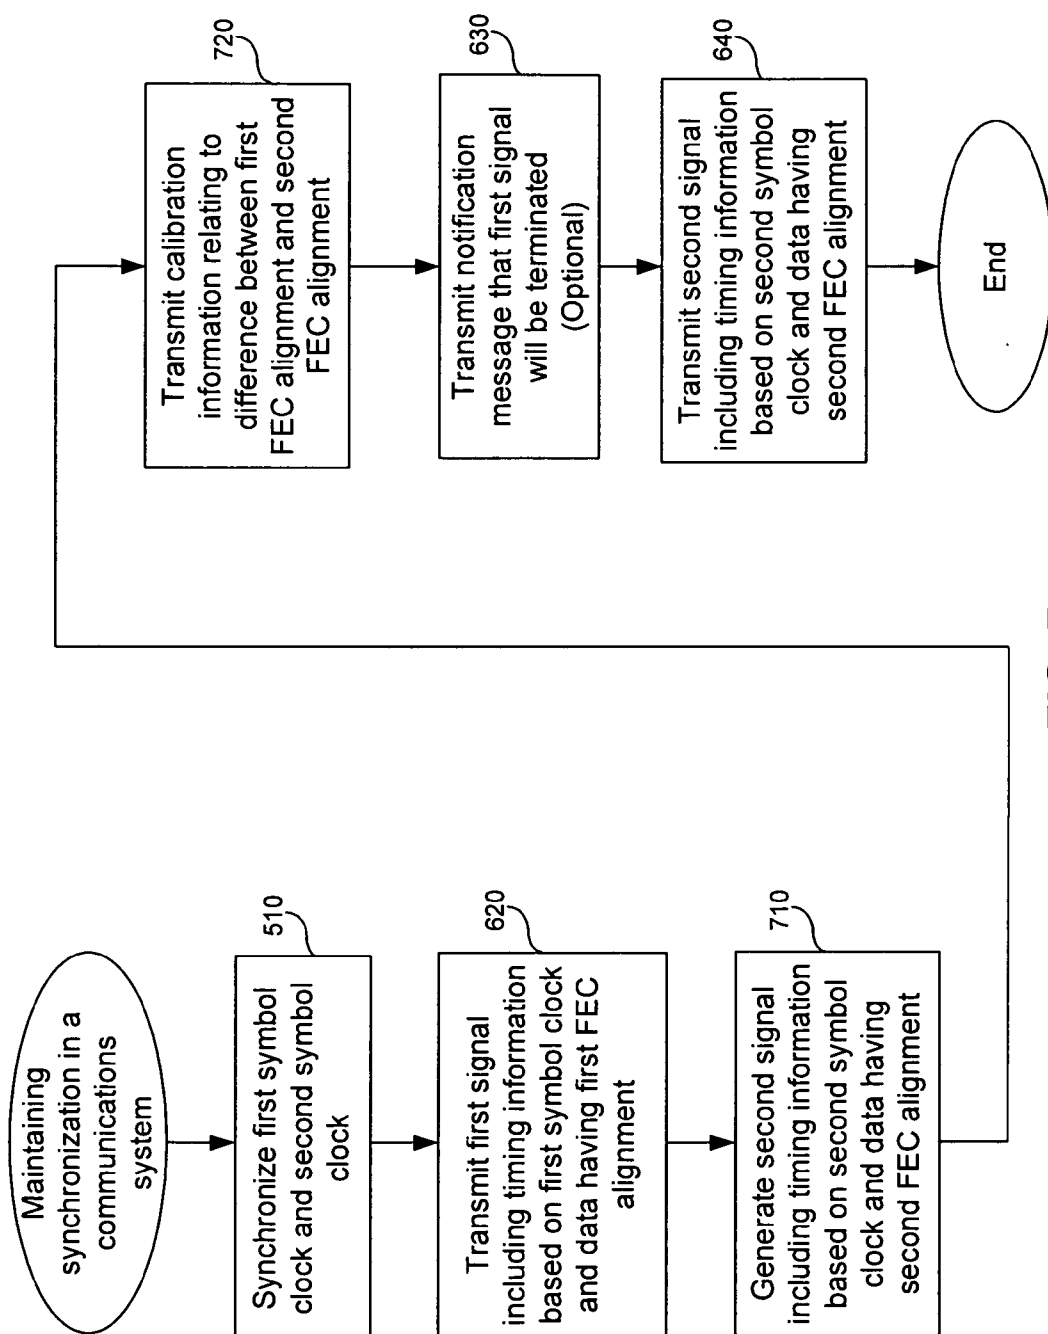 Maintaining
synchronization in a
communications
system
510
Synchronize first symbol
clock and second symbol
clock
620
Transmit first signal
including timing information
based on first symbol clock
and data having first FEC
alignment
710
Generate second signal
including timing information
based on second symbol
clock and data having
second FEC alignment
720
Transmit calibration
information relating to
difference between first
FEC alignment and second
FEC alignment
630
Transmit notification
message that first signal
will be terminated
(Optional)
640
Transmit second signal
including timing information
based on second symbol
clock and data having
second FEC alignment
End